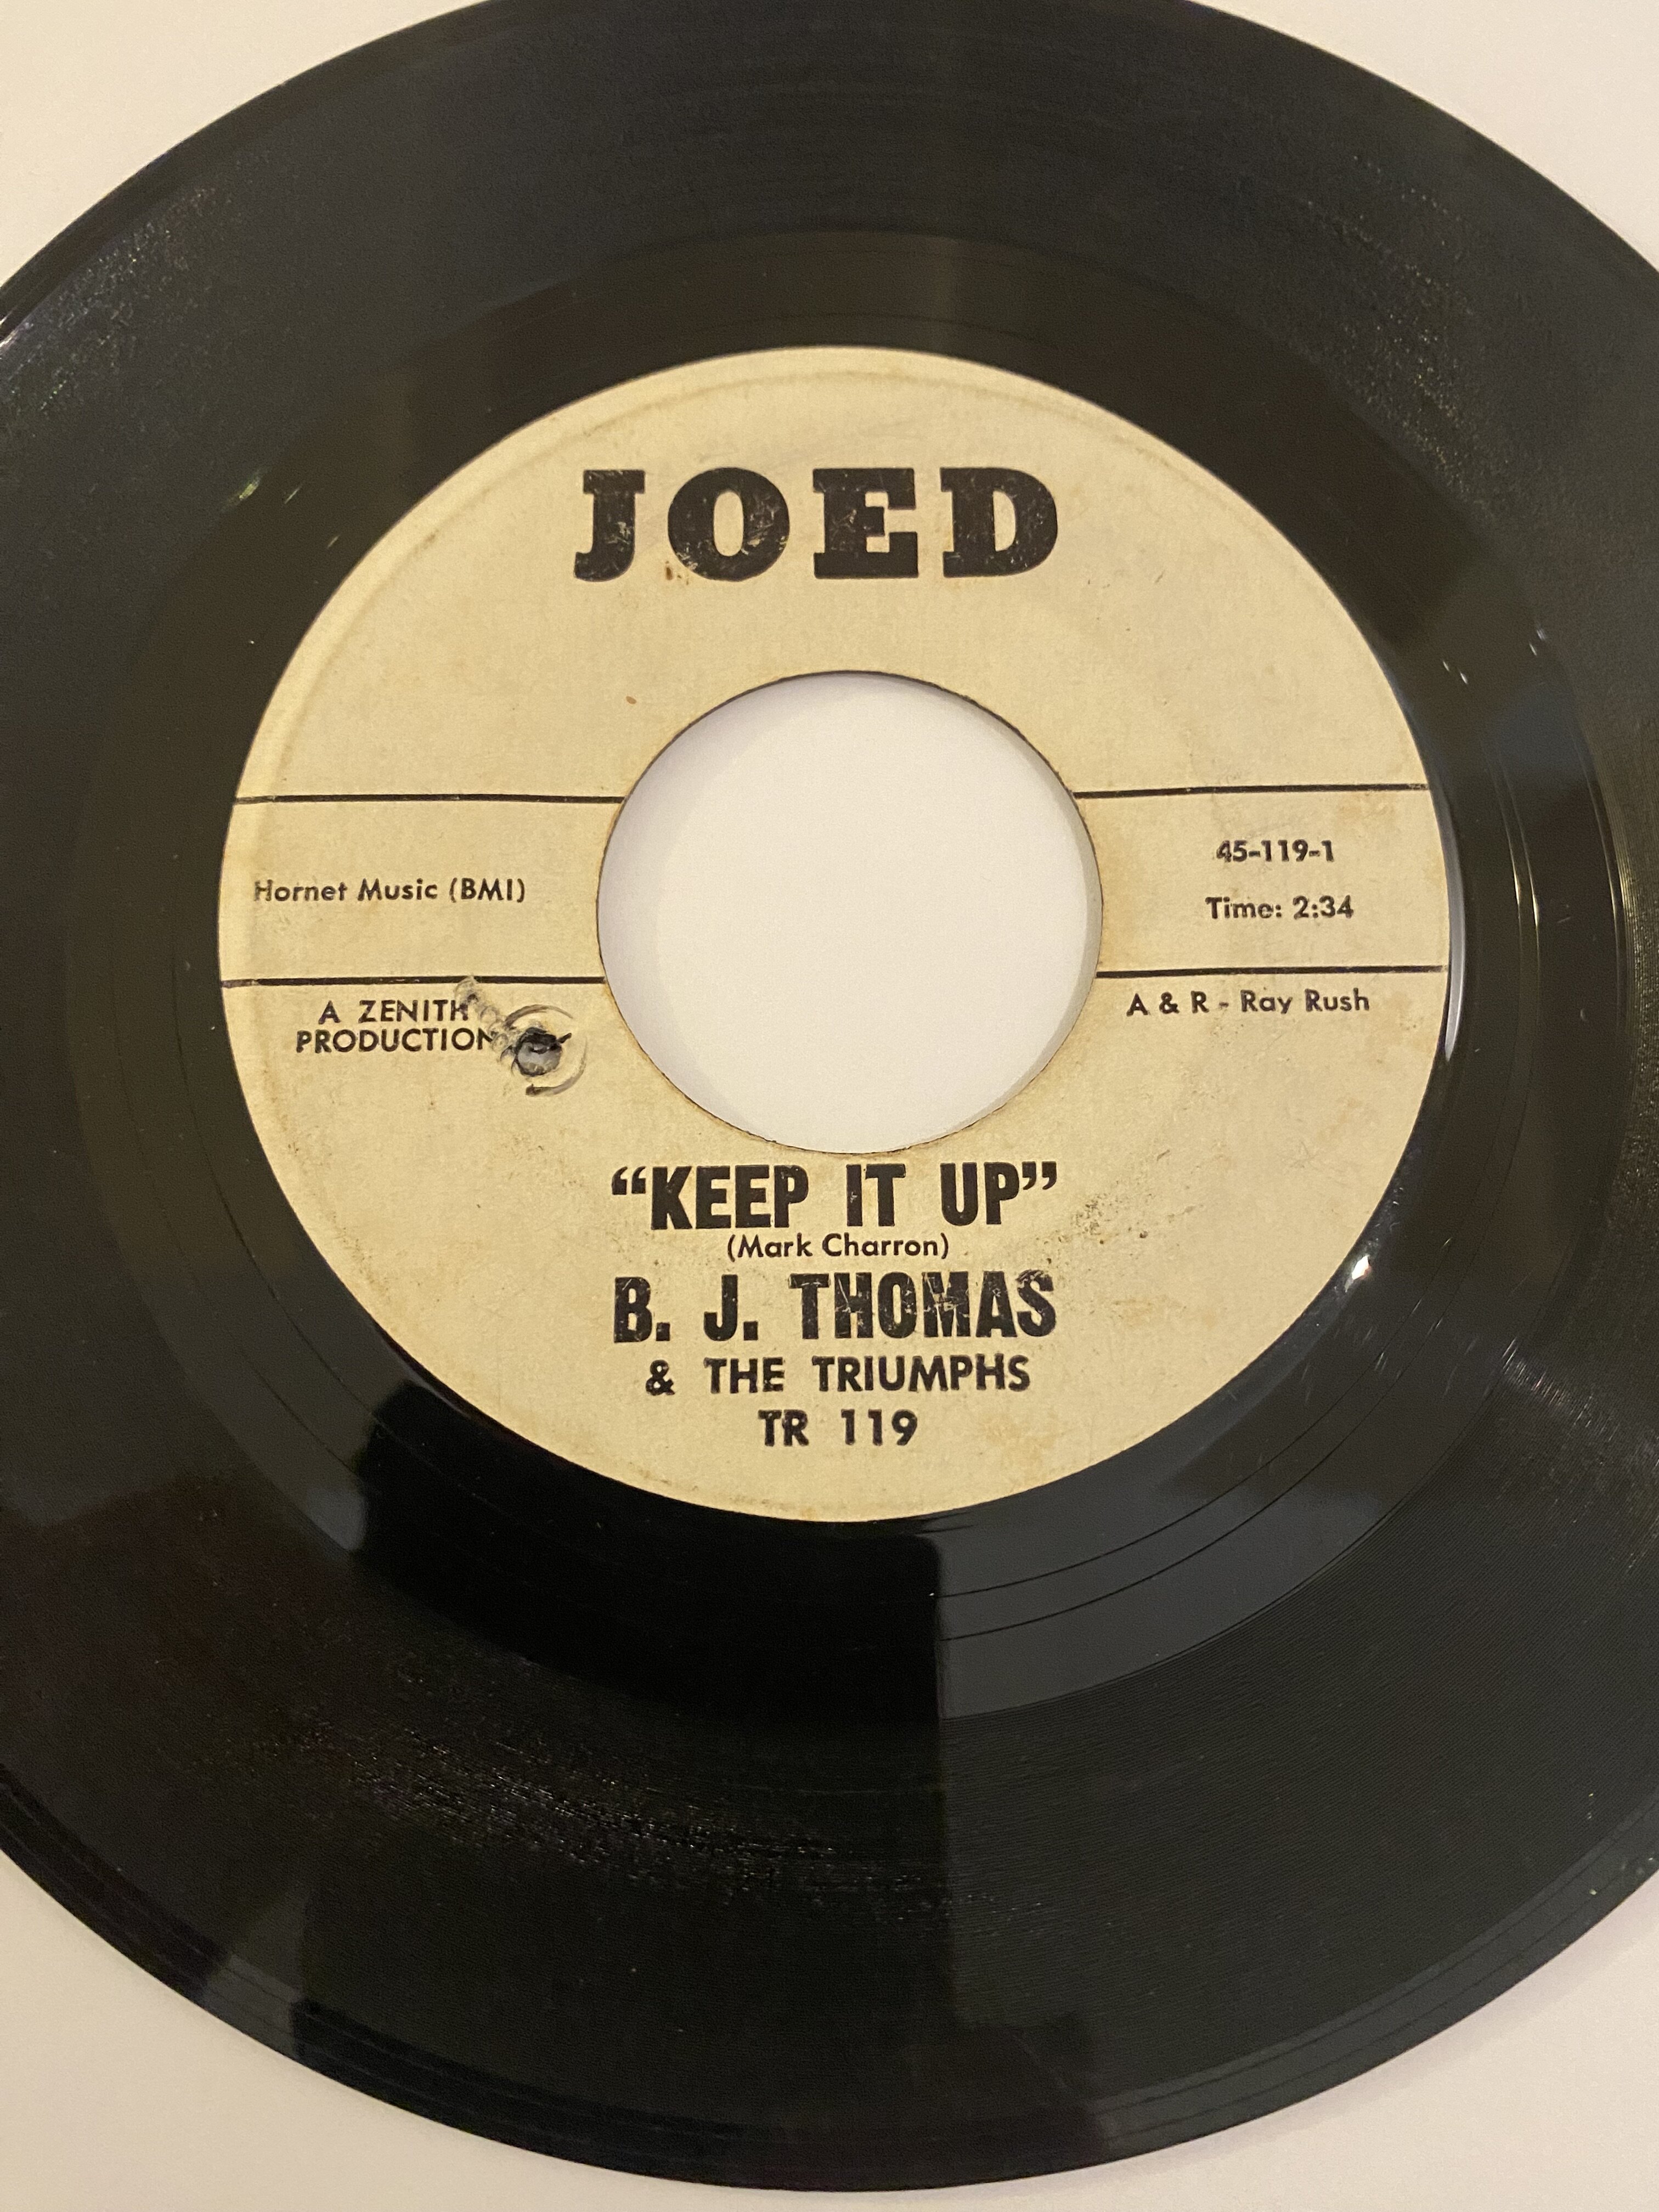 JOED
Hornet Music (BMI)
45-119-1
Time: 2:34
A ZENITH
PRODUCTION
A & R - Ray Rush
“KEEP IT UP”
(Mark Charron)
B. J. THOMAS
& THE TRIUMPHS
TR 119